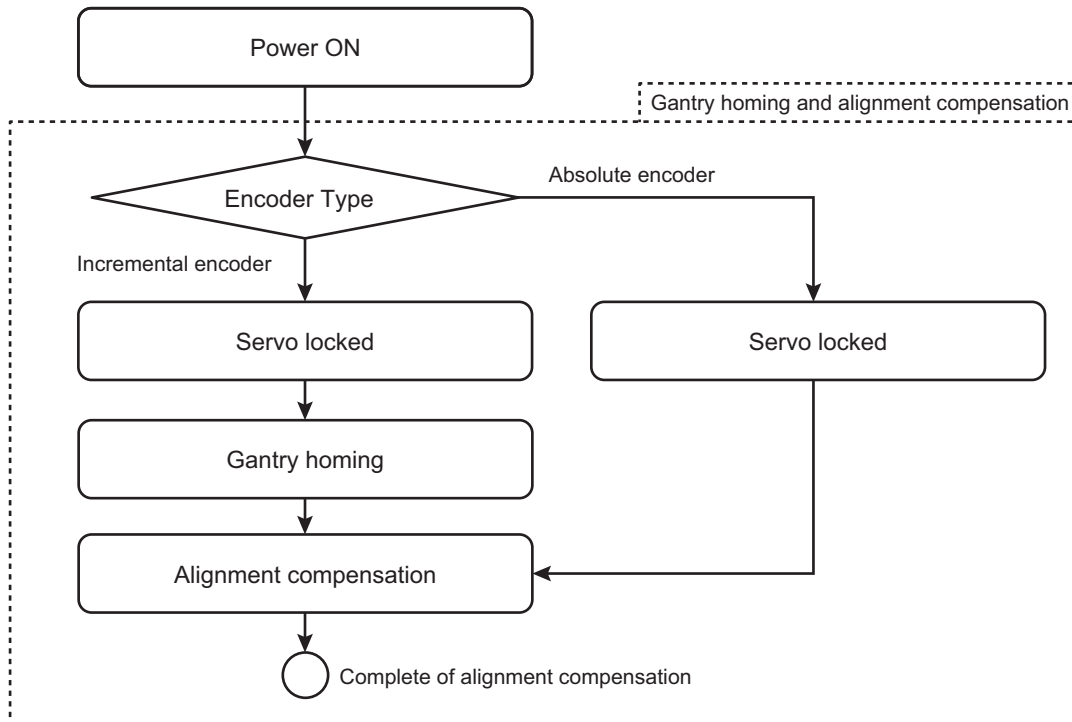 Power ON
Gantry homing and alignment compensation
Encoder Type
Absolute encoder
Incremental encoder
Servo locked
Servo locked
Gantry homing
Alignment compensation
Complete of alignment compensation